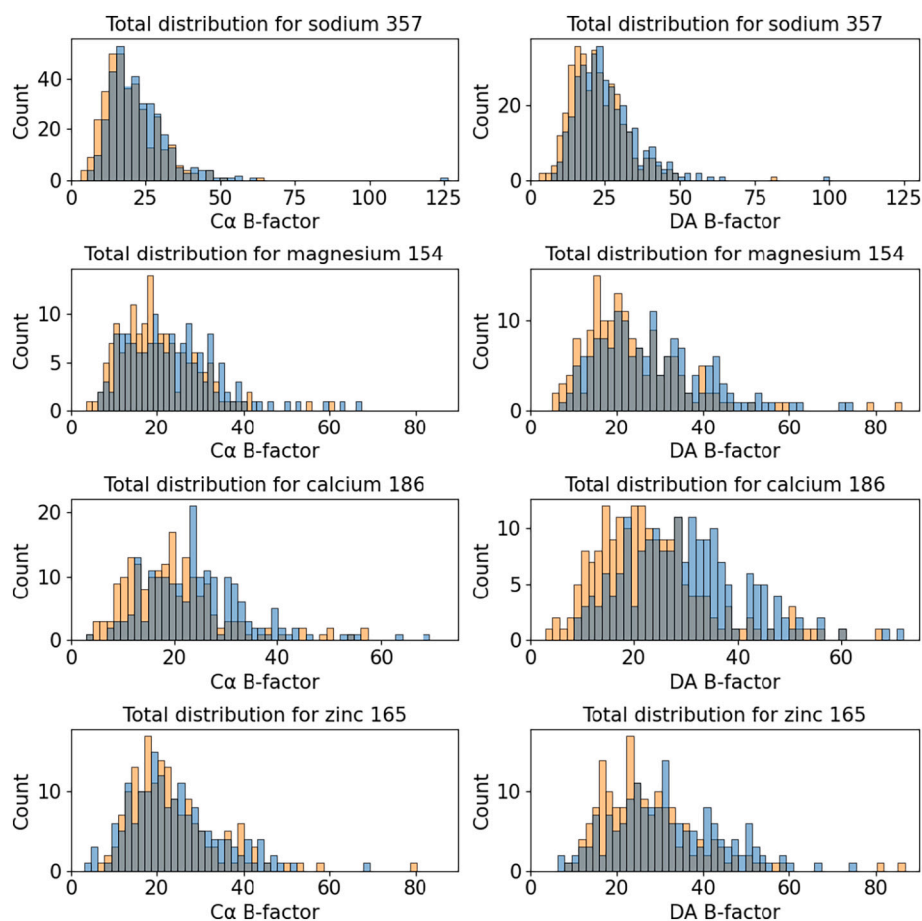 Total distribution for sodium 357
Count
40
20
0
0 25 50 75 100 125
Cα B-factor
Total distribution for sodium 357
Count
20
0
0 25 50 75 100 125
DA B-factor
Total distribution for magnesium 154
Count
10
5
0
0 20 40 60 80
Cα B-factor
Total distribution for magnesium 154
Count
10
0
0 20 40 60 80
DA B-factor
Total distribution for calcium 186
Count
20
10
0
0 20 40 60
Cα B-factor
Total distribution for calcium 186
Count
10
5
0
0 20 40 60
DA B-factor
Total distribution for zinc 165
Count
10
0
0 20 40 60 80
Cα B-factor
Total distribution for zinc 165
Count
10
0
0 20 40 60 80
DA B-factor